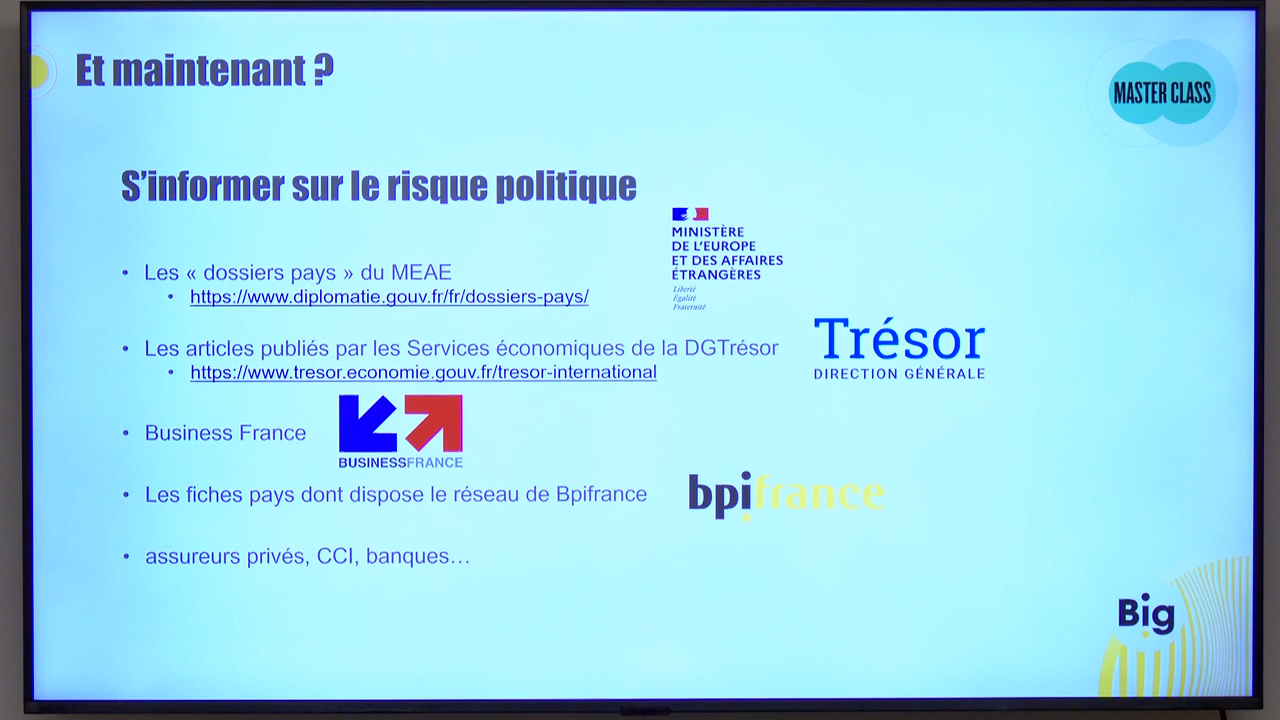 Et maintenant ?
MASTER CLASS
S'informer sur le risque politique
MINISTÈRE
DE L'EUROPE
ET DES AFFAIRES
ÉTRANGÈRES
Liberté
Égalité
Fraternité
• Les « dossiers pays » du MEAE
• https://www.diplomatie.gouv.fr/fr/dossiers-pays/
• Les articles publiés par les Services économiques de la DGTrésor
• https://www.tresor.economie.gouv.fr/tresor-international
Trésor
DIRECTION GÉNÉRALE
• Business France
BUSINESSFRANCE
• Les fiches pays dont dispose le réseau de Bpifrance
bpifrance
• assureurs privés, CCI, banques…
Big